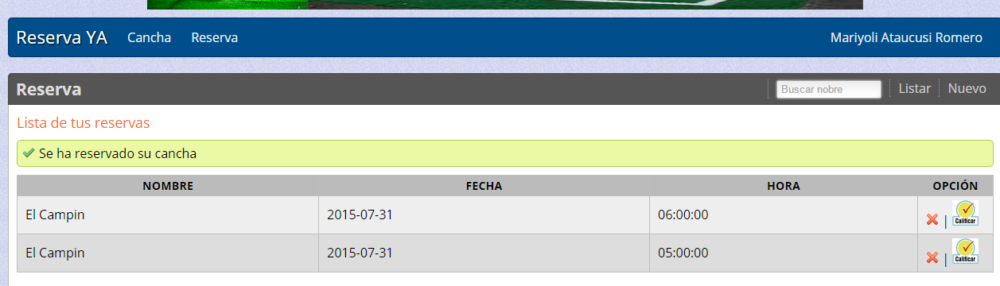 Reserva YA Cancha Reserva Mariyoli Ataucusi Romero
Reserva Buscar nobre Listar Nuevo
Lista de tus reservas
Se ha reservado su cancha
NOMBRE FECHA HORA OPCIÓN
El Campin 2015-07-31 06:00:00 | Calificar
El Campin 2015-07-31 05:00:00 | Calificar